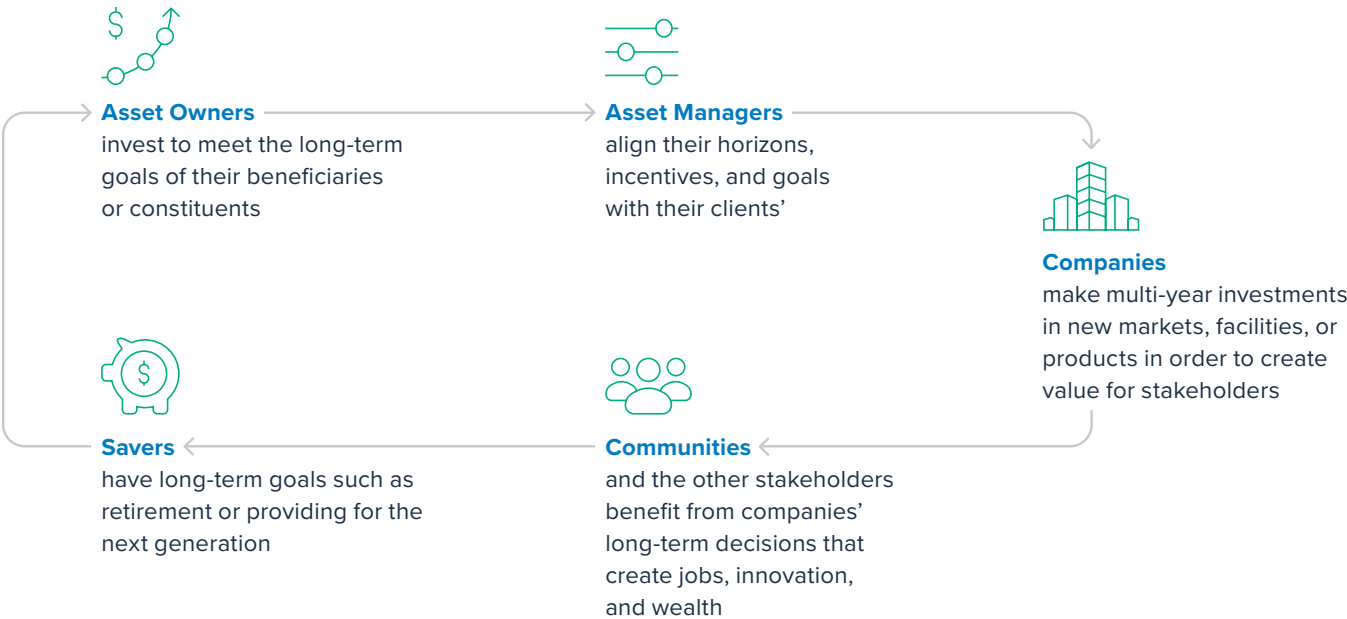 $
Asset Owners
invest to meet the long-term
goals of their beneficiaries
or constituents
Asset Managers
align their horizons,
incentives, and goals
with their clients’
Companies
make multi-year investments
in new markets, facilities, or
products in order to create
value for stakeholders
Communities
and the other stakeholders
benefit from companies’
long-term decisions that
create jobs, innovation,
and wealth
$
Savers
have long-term goals such as
retirement or providing for the
next generation